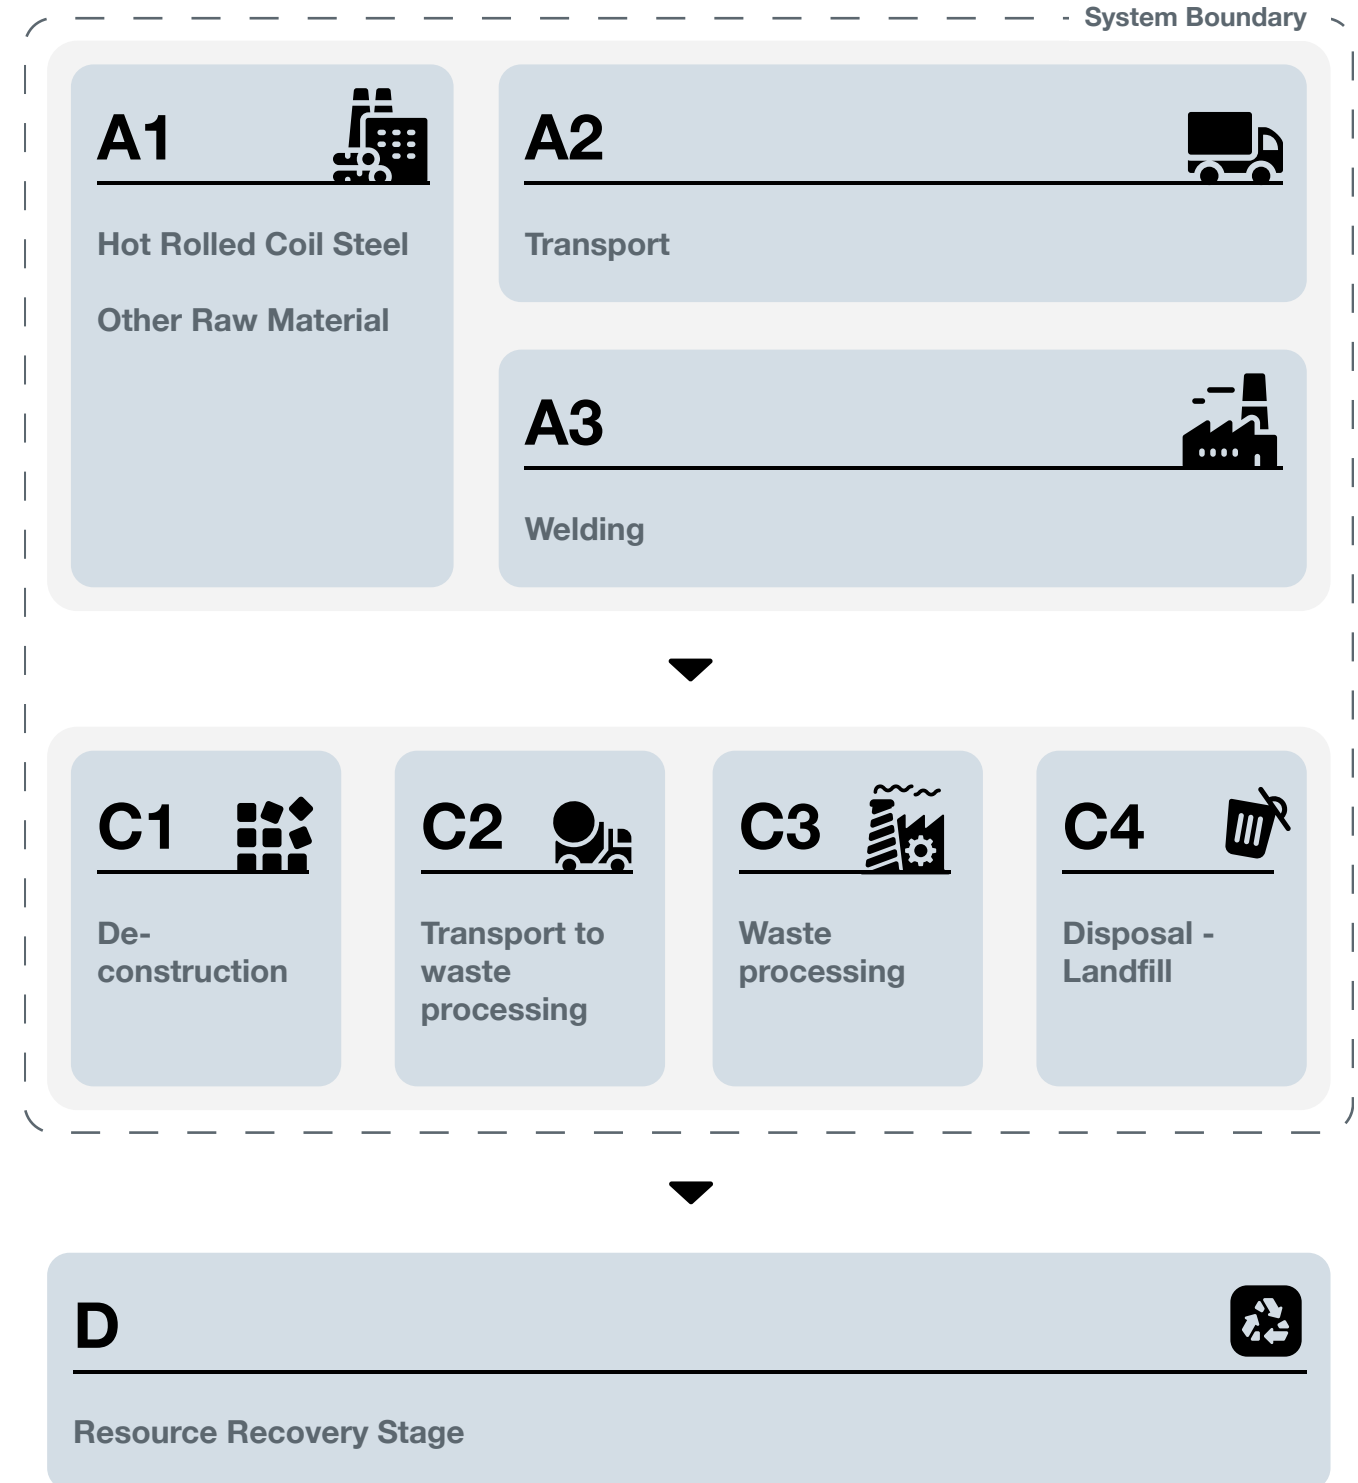 System Boundary
A1
Hot Rolled Coil Steel
Other Raw Material
A2
Transport
A3
Welding
C1
De-
construction
C2
Transport to
waste
processing
C3
Waste
processing
C4
Disposal -
Landfill
D
Resource Recovery Stage